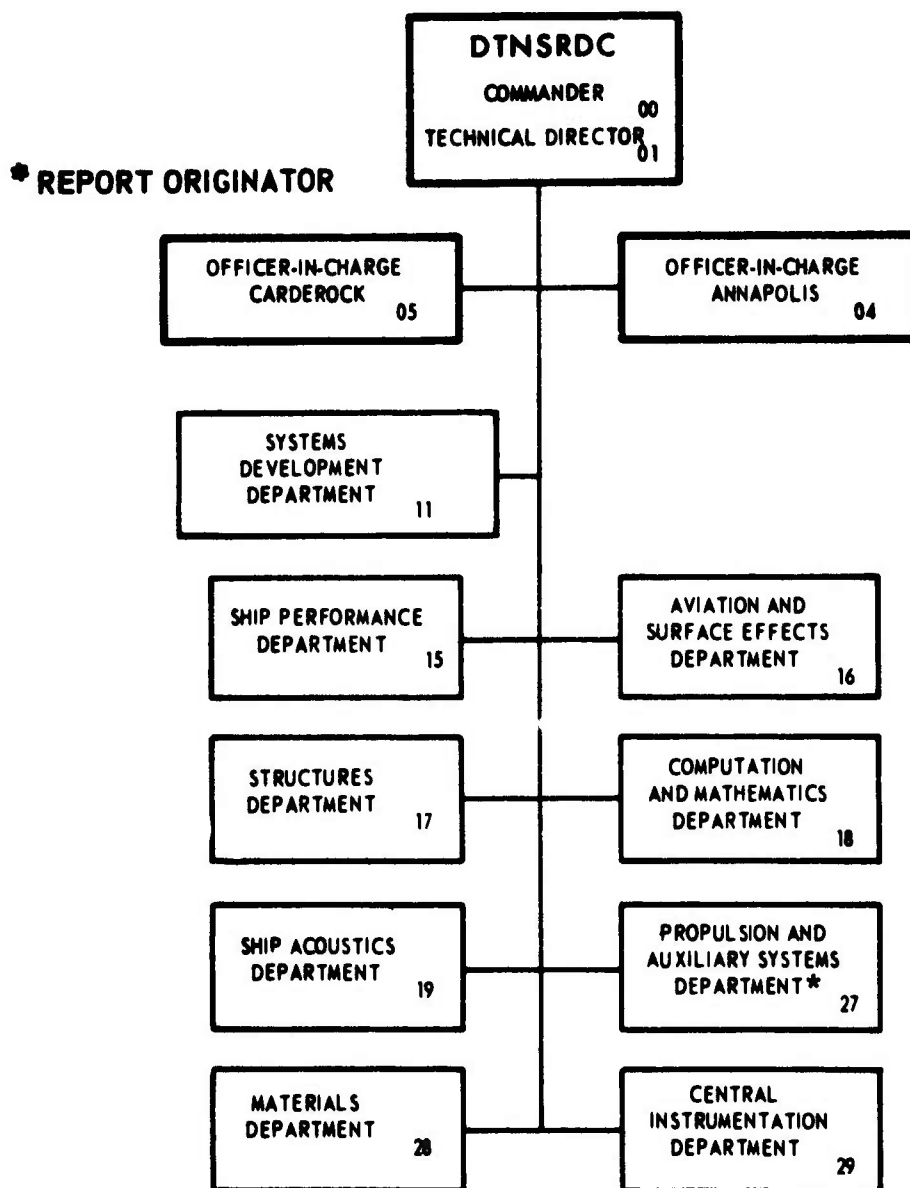 DTNSRDC
COMMANDER
00
TECHNICAL DIRECTOR
01
* REPORT ORIGINATOR
OFFICER-IN-CHARGE
CARDEROCK
05
OFFICER-IN-CHARGE
ANNAPOLIS
04
SYSTEMS
DEVELOPMENT
DEPARTMENT
11
SHIP PERFORMANCE
DEPARTMENT
15
AVIATION AND
SURFACE EFFECTS
DEPARTMENT
16
STRUCTURES
DEPARTMENT
17
COMPUTATION
AND MATHEMATICS
DEPARTMENT
18
SHIP ACOUSTICS
DEPARTMENT
19
PROPULSION AND
AUXILIARY SYSTEMS
DEPARTMENT *
27
MATERIALS
DEPARTMENT
28
CENTRAL
INSTRUMENTATION
DEPARTMENT
29